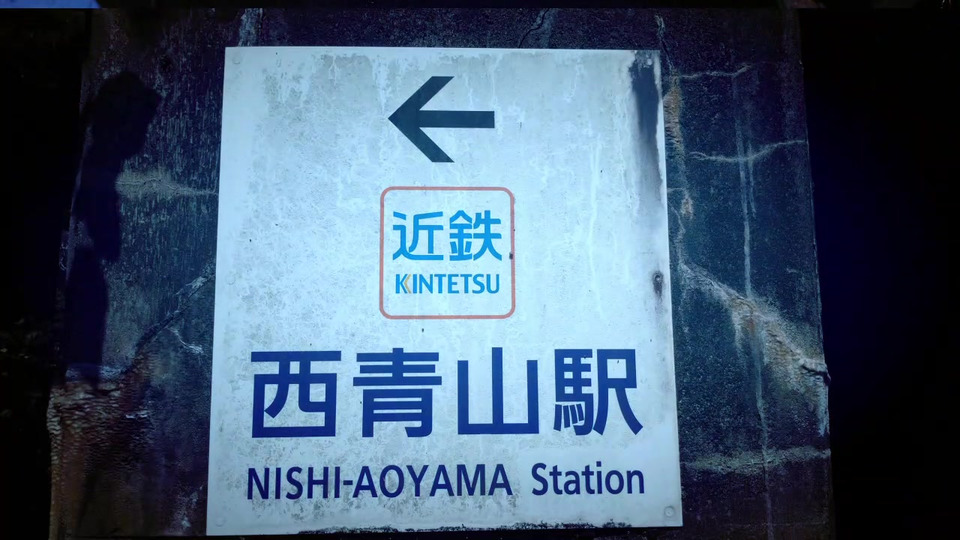 近鉄
KINTETSU
西青山駅
NISHI-AOYAMA Station